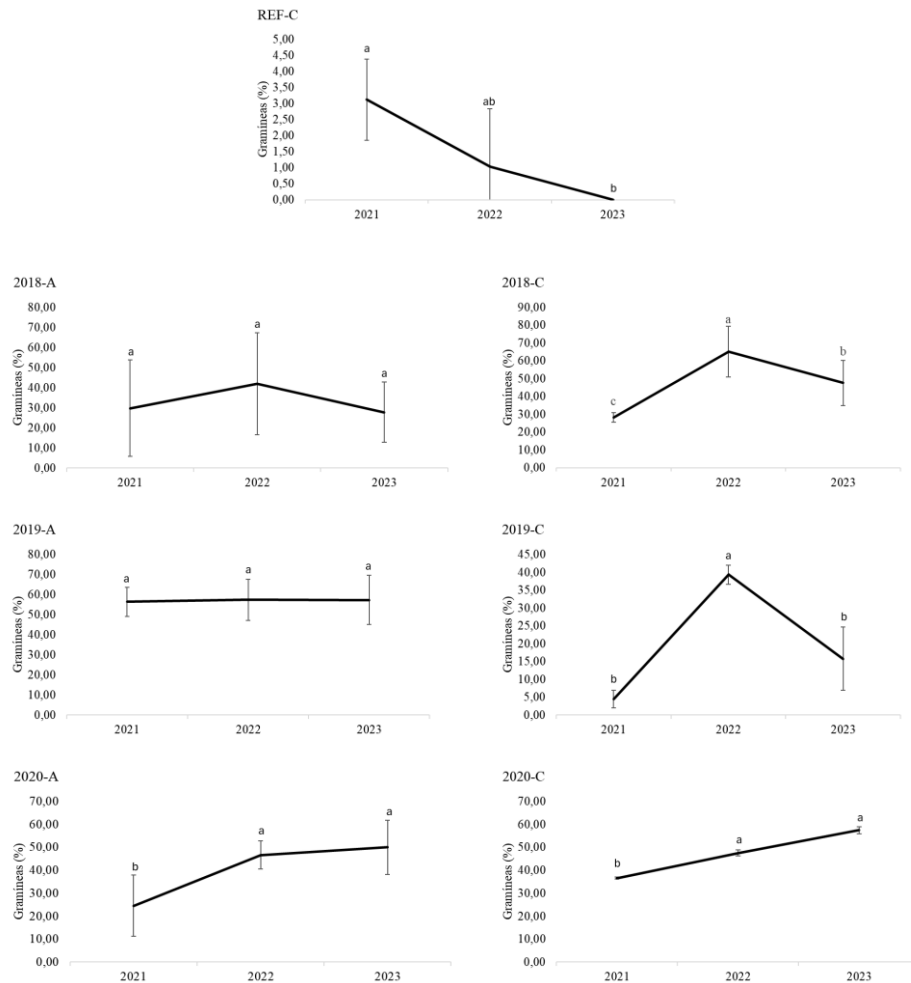 REF-C
Gramineas (%)
5,00
4,50
4,00
3,50
3,00
2,50
2,00
1,50
1,00
0,50
0,00
a
ab
b
2021 2022 2023
2018-A
Gramineas (%)
80,00
70,00
60,00
50,00
40,00
30,00
20,00
10,00
0,00
a
a
a
2021 2022 2023
2018-C
Gramineas (%)
90,00
80,00
70,00
60,00
50,00
40,00
30,00
20,00
10,00
0,00
c
a
b
2021 2022 2023
2019-A
Gramineas (%)
80,00
70,00
60,00
50,00
40,00
30,00
20,00
10,00
0,00
a
a
a
2021 2022 2023
2019-C
Gramineas (%)
45,00
40,00
35,00
30,00
25,00
20,00
15,00
10,00
5,00
0,00
b
a
b
2021 2022 2023
2020-A
Gramineas (%)
70,00
60,00
50,00
40,00
30,00
20,00
10,00
0,00
b
a
a
2021 2022 2023
2020-C
Gramineas (%)
70,00
60,00
50,00
40,00
30,00
20,00
10,00
0,00
b
a
a
2021 2022 2023